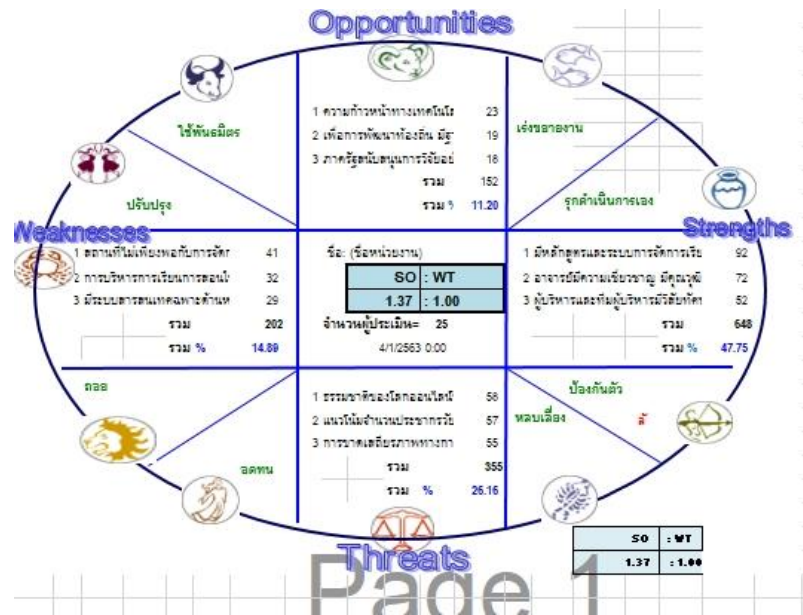 Opportunities
1 ความก้าวหน้าทางเทคโนโล 23
2 เพื่อการพัฒนาท้องถิ่น มีฐ 19
3 ภาครัฐสนับสนุนการวิจัยอย่ 18
รวม 152
รวม % 11.20
ใช้พันธมิตร
ปรับปรุง
เร่งขยายงาน
รุกดำเนินการเอง
Weaknesses
Strengths
1 สถานที่ไม่เพียงพอกับการจัดก 41
2 การบริหารการเรียนการสอนไ 32
3 มีระบบสารสนเทศเฉพาะด้านห 29
รวม 202
รวม % 14.89
ชื่อ: (ชื่อหน่วยงาน)
SO : WT
1.37 : 1.00
จำนวนผู้ประเมิน= 25
4/1/2563 0:00
1 มีหลักสูตรและระบบการจัดการเรีย 92
2 อาจารย์มีความเชี่ยวชาญ มีคุณวุฒิ 72
3 ผู้บริหารและทีมผู้บริหารมีวิสัยทัศ 52
รวม 648
รวม % 47.75
ถอย
อดทน
1 ธรรมชาติของโลกออนไลน์ 58
2 แนวโน้มจำนวนประชากรวัย 57
3 การขาดเสถียรภาพทางกา 55
รวม 355
รวม % 26.16
ป้องกันตัว
หลบเลี่ยง
Threats
SO : WT
1.37 : 1.00
Page 1